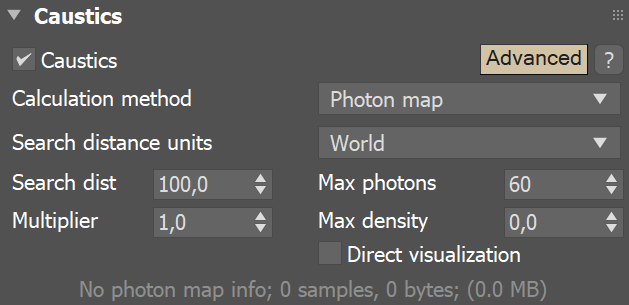 Caustics
Caustics Advanced ?
Calculation method Photon map
Search distance units World
Search dist 100,0 Max photons 60
Multiplier 1,0 Max density 0,0
Direct visualization
No photon map info; 0 samples, 0 bytes; (0.0 MB)